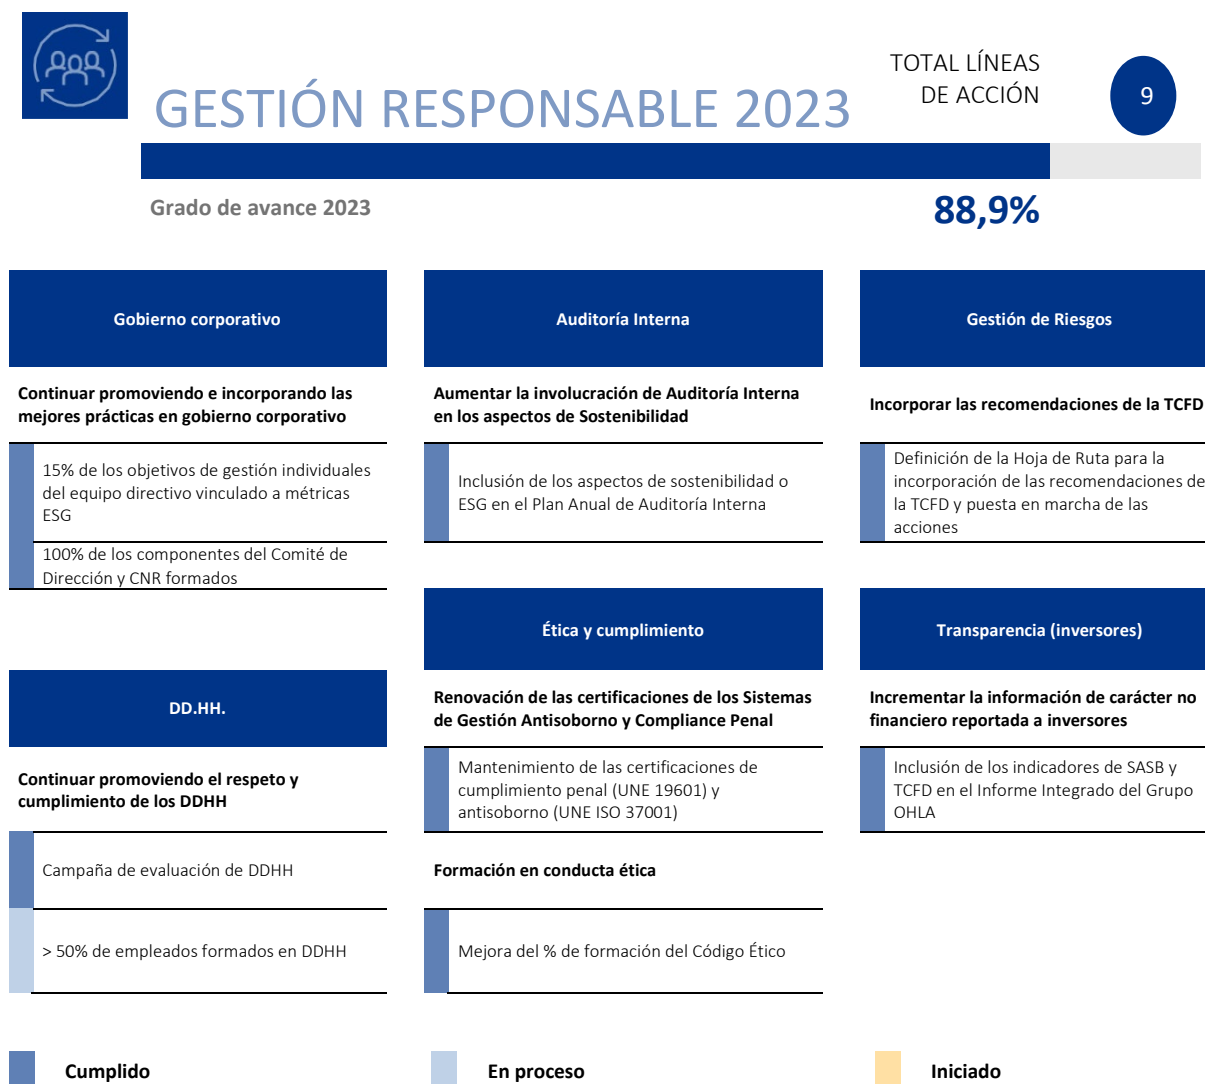 GESTIÓN RESPONSABLE 2023
TOTAL LÍNEAS
DE ACCIÓN
9
Grado de avance 2023
88,9%
Gobierno corporativo
Continuar promoviendo e incorporando las
mejores prácticas en gobierno corporativo
15% de los objetivos de gestión individuales
del equipo directivo vinculado a métricas
ESG
100% de los componentes del Comité de
Dirección y CNR formados
DD.HH.
Continuar promoviendo el respeto y
cumplimiento de los DDHH
Campaña de evaluación de DDHH
> 50% de empleados formados en DDHH
Auditoría Interna
Aumentar la involucración de Auditoría Interna
en los aspectos de Sostenibilidad
Inclusión de los aspectos de sostenibilidad o
ESG en el Plan Anual de Auditoría Interna
Ética y cumplimiento
Renovación de las certificaciones de los Sistemas
de Gestión Antisoborno y Compliance Penal
Mantenimiento de las certificaciones de
cumplimiento penal (UNE 19601) y
antisoborno (UNE ISO 37001)
Formación en conducta ética
Mejora del % de formación del Código Ético
Gestión de Riesgos
Incorporar las recomendaciones de la TCFD
Definición de la Hoja de Ruta para la
incorporación de las recomendaciones de
la TCFD y puesta en marcha de las
acciones
Transparencia (inversores)
Incrementar la información de carácter no
financiero reportada a inversores
Inclusión de los indicadores de SASB y
TCFD en el Informe Integrado del Grupo
OHLA
Cumplido
En proceso
Iniciado